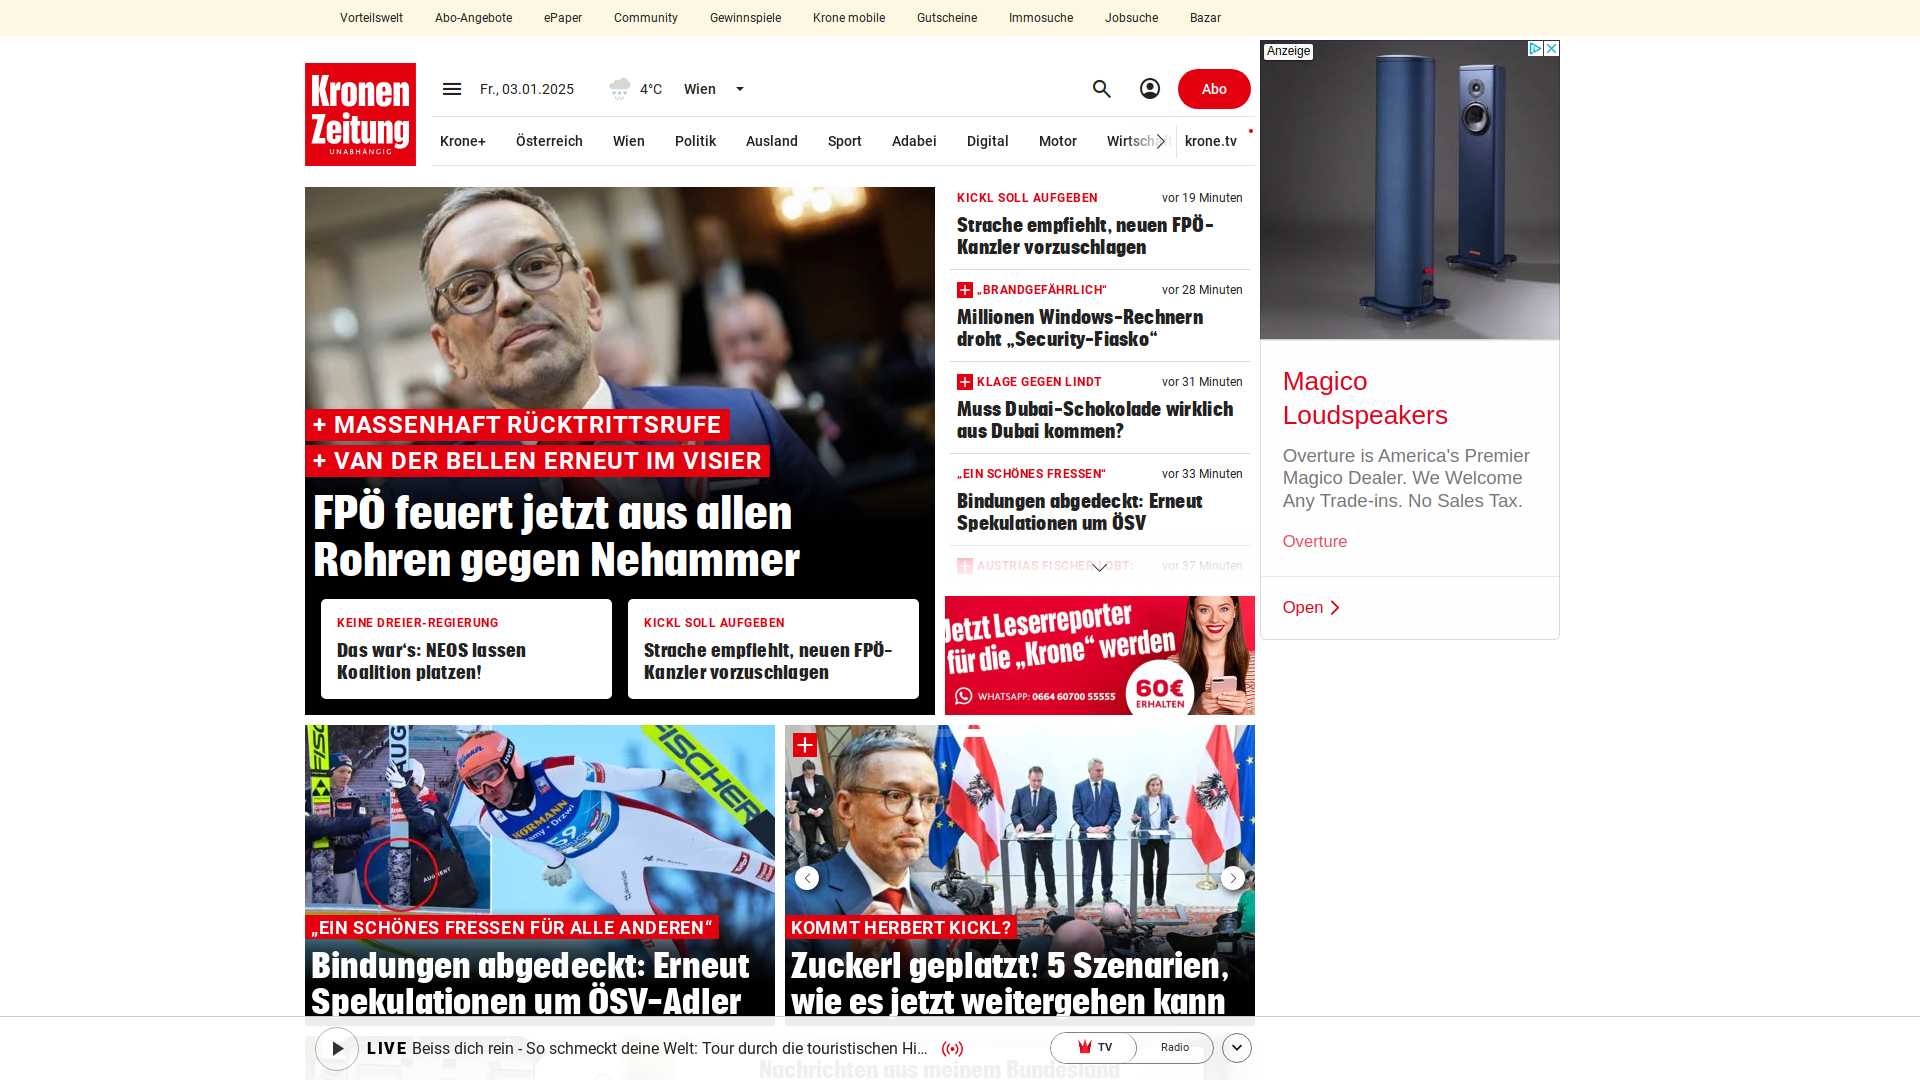 Vorteilswelt Abo-Angebote ePaper Community Gewinnspiele Krone mobile Gutscheine Immosuche Jobsuche Bazar
Kronen
Zeitung
UNABHÄNGIG
Fr., 03.01.2025 4°C Wien Abo
Krone+ Österreich Wien Politik Ausland Sport Adabei Digital Motor Wirtschaft krone.tv
+ MASSENHAFT RÜCKTRITTSRUFE
+ VAN DER BELLEN ERNEUT IM VISIER
FPÖ feuert jetzt aus allen
Rohren gegen Nehammer
KEINE DREIER-REGIERUNG
Das war‘s: NEOS lassen
Koalition platzen!
KICKL SOLL AUFGEBEN
Strache empfiehlt, neuen FPÖ-
Kanzler vorzuschlagen
KICKL SOLL AUFGEBEN vor 19 Minuten
Strache empfiehlt, neuen FPÖ-
Kanzler vorzuschlagen
„BRANDGEFÄHRLICH“ vor 28 Minuten
Millionen Windows-Rechnern
droht „Security-Fiasko“
KLAGE GEGEN LINDT vor 31 Minuten
Muss Dubai-Schokolade wirklich
aus Dubai kommen?
„EIN SCHÖNES FRESSEN“ vor 33 Minuten
Bindungen abgedeckt: Erneut
Spekulationen um ÖSV
AUSTRIAS FISCHER LOBT: vor 37 Minuten
Jetzt Leserreporter
für die „Krone“ werden
WHATSAPP: 0664 60700 55555
60€
ERHALTEN
Anzeige
Magico
Loudspeakers
Overture is America's Premier
Magico Dealer. We Welcome
Any Trade-ins. No Sales Tax.
Overture
Open
FISCHER
HORMANN
59
AUGMENT
„EIN SCHÖNES FRESSEN FÜR ALLE ANDEREN“
Bindungen abgedeckt: Erneut
Spekulationen um ÖSV-Adler
KOMMT HERBERT KICKL?
Zuckerl geplatzt! 5 Szenarien,
wie es jetzt weitergehen kann
LIVE Beiss dich rein - So schmeckt deine Welt: Tour durch die touristischen Hi... TV Radio
Nachrichten aus meinem Bundesland